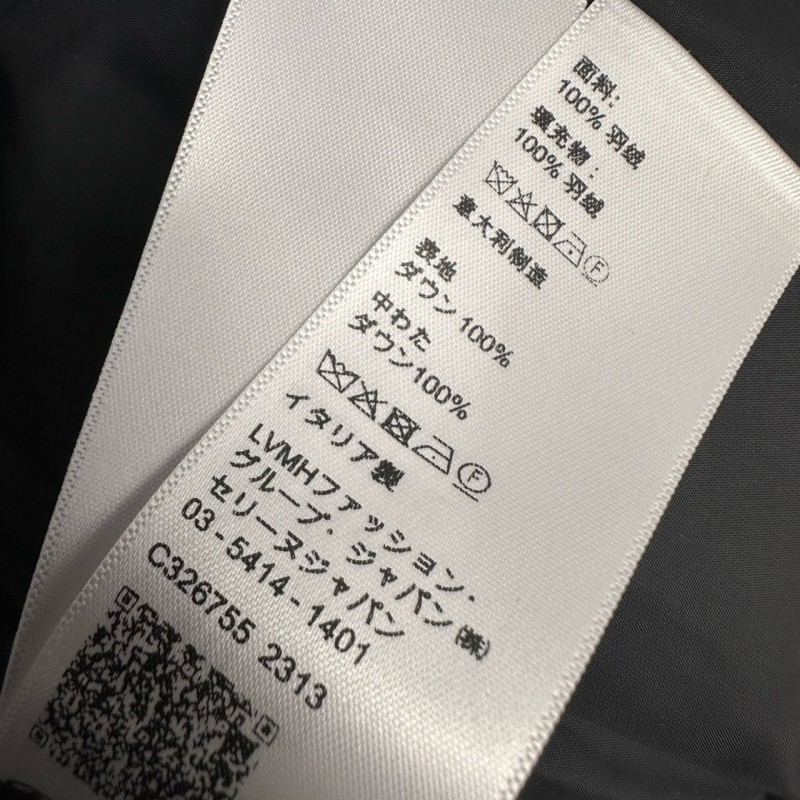 面料:
100% 羽绒
填充物:
100% 羽绒
F
意大利制造
表地
ダウン 100%
中わた
ダウン100%
F
イタリア製
LVMHファッション・
グループ・ジャパン㈱
セリーヌジャパン
03-5414-1401
C326755 2313